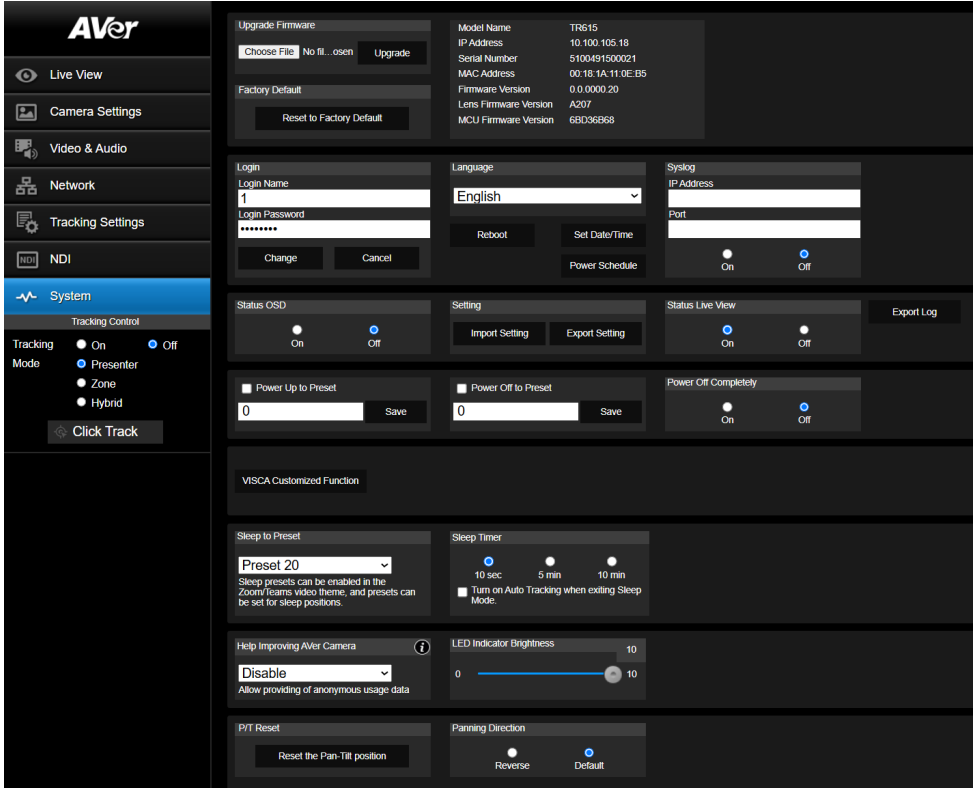 AVer
Live View
Camera Settings
Video & Audio
Network
Tracking Settings
NDI NDI
System
Tracking Control
Tracking On Off
Mode Presenter
Zone
Hybrid
Click Track
Upgrade Firmware
Choose File No fil...osen Upgrade
Factory Default
Reset to Factory Default
Model Name TR615
IP Address 10.100.105.18
Serial Number 5100491500021
MAC Address 00:18:1A:11:0E:B5
Firmware Version 0.0.0000.20
Lens Firmware Version A207
MCU Firmware Version 6BD36B68
Login
Login Name
1
Login Password
••••••••
Change Cancel
Language
English
Reboot Set Date/Time
Power Schedule
Syslog
IP Address
Port
On Off
Status OSD
On Off
Setting
Import Setting Export Setting
Status Live View
On Off
Export Log
Power Up to Preset
0 Save
Power Off to Preset
0 Save
Power Off Completely
On Off
VISCA Customized Function
Sleep to Preset
Preset 20
Sleep presets can be enabled in the
Zoom/Teams video theme, and presets can
be set for sleep positions.
Sleep Timer
10 sec 5 min 10 min
Turn on Auto Tracking when exiting Sleep
Mode.
Help Improving AVer Camera i
Disable
Allow providing of anonymous usage data
LED Indicator Brightness
10
0 10
P/T Reset
Reset the Pan-Tilt position
Panning Direction
Reverse Default